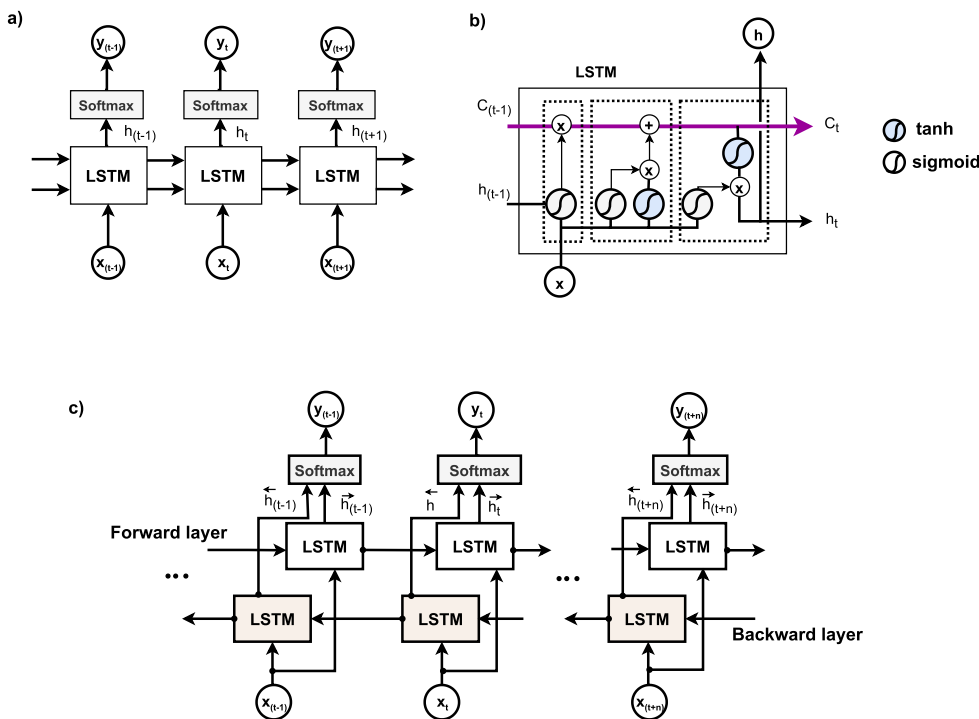 a)
y(t-1) yt y(t+1)
Softmax Softmax Softmax
h(t-1) ht h(t+1)
LSTM LSTM LSTM
x(t-1) xt x(t+1)
b)
h
LSTM
C(t-1) x + Ct
x
h(t-1) x ht
x
tanh
sigmoid
c)
y(t-1) yt y(t+n)
Softmax Softmax Softmax
h(t-1) h(t-1) h ht h(t+n) h(t+n)
Forward layer LSTM LSTM LSTM
... ...
LSTM LSTM LSTM Backward layer
x(t-1) xt x(t+n)